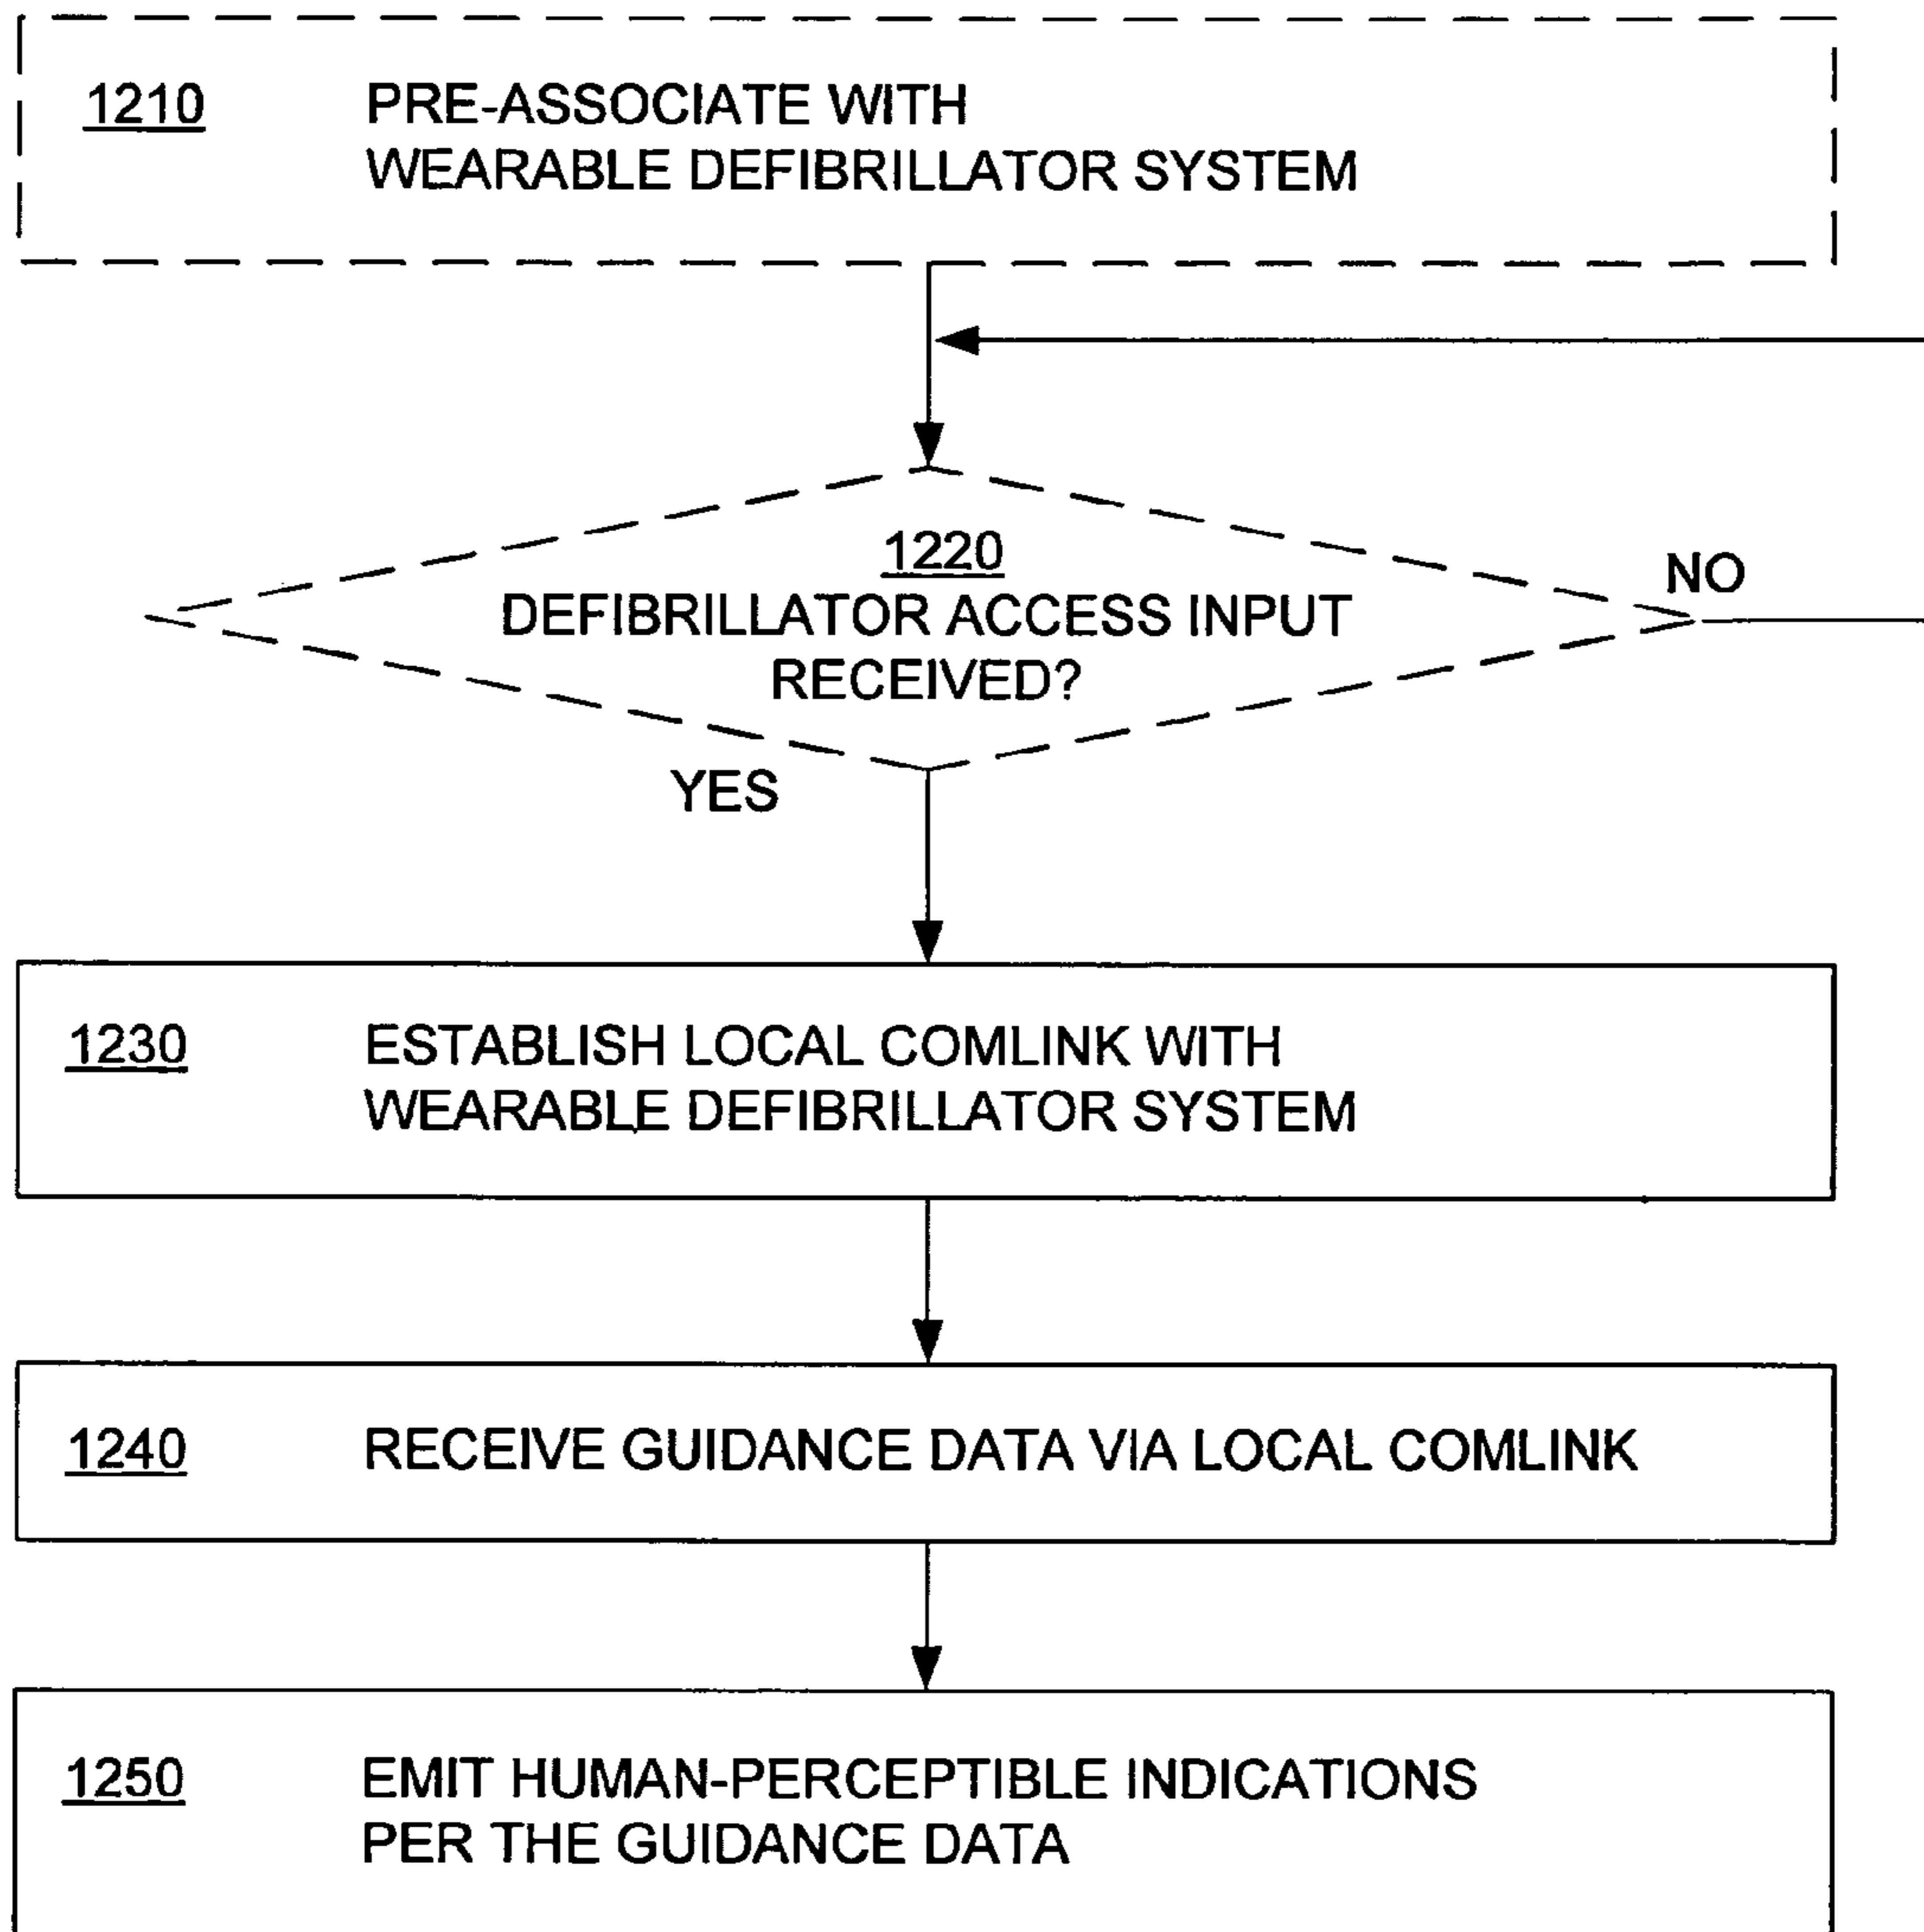 1210 PRE-ASSOCIATE WITH
WEARABLE DEFIBRILLATOR SYSTEM
1220
DEFIBRILLATOR ACCESS INPUT
RECEIVED?
NO
YES
1230 ESTABLISH LOCAL COMLINK WITH
WEARABLE DEFIBRILLATOR SYSTEM
1240 RECEIVE GUIDANCE DATA VIA LOCAL COMLINK
1250 EMIT HUMAN-PERCEPTIBLE INDICATIONS
PER THE GUIDANCE DATA